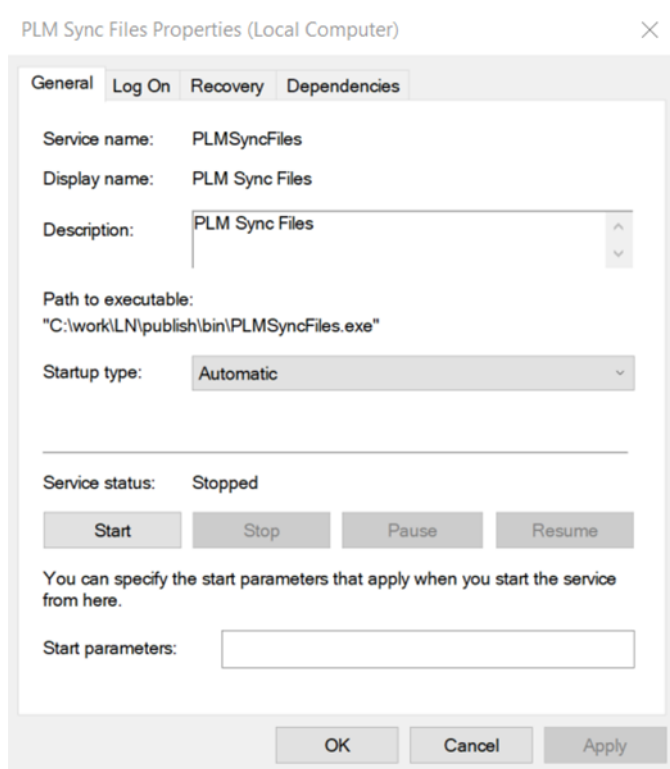 PLM Sync Files Properties (Local Computer)
General Log On Recovery Dependencies
Service name: PLMSyncFiles
Display name: PLM Sync Files
Description: PLM Sync Files
Path to executable:
"C:\work\LN\publish\bin\PLMSyncFiles.exe"
Startup type: Automatic
Service status: Stopped
Start Stop Pause Resume
You can specify the start parameters that apply when you start the service
from here.
Start parameters:
OK Cancel Apply